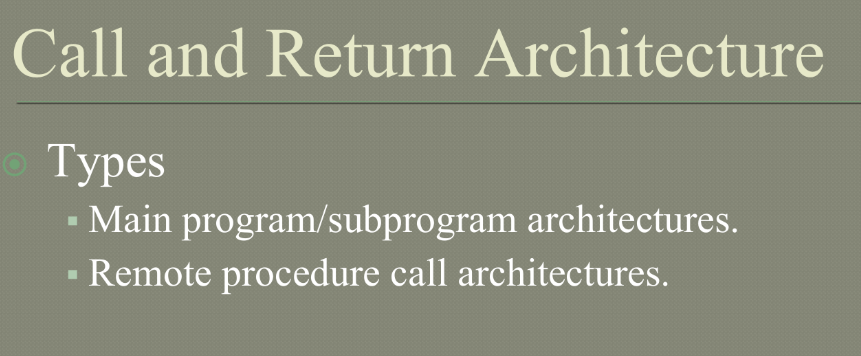 Call and Return Architecture
Types
Main program/subprogram architectures.
Remote procedure call architectures.